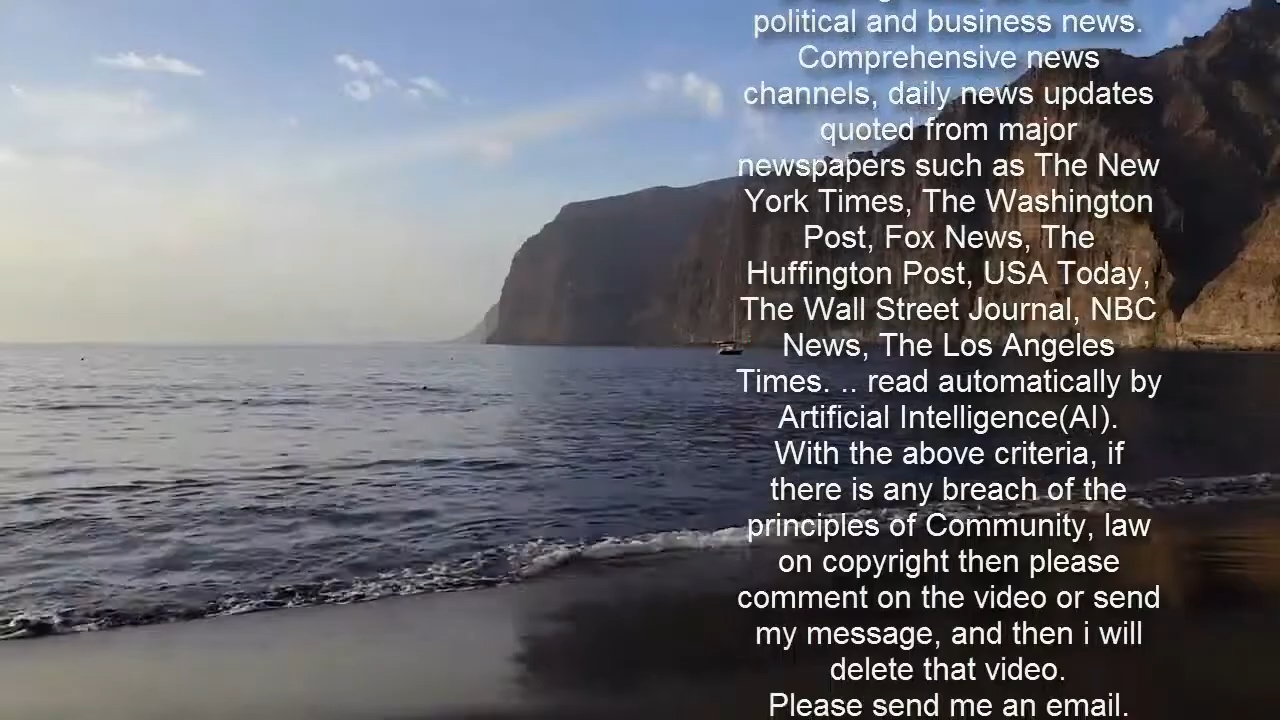 political and business news.
Comprehensive news
channels, daily news updates
quoted from major
newspapers such as The New
York Times, The Washington
Post, Fox News, The
Huffington Post, USA Today,
The Wall Street Journal, NBC
News, The Los Angeles
Times. .. read automatically by
Artificial Intelligence(AI).
With the above criteria, if
there is any breach of the
principles of Community, law
on copyright then please
comment on the video or send
my message, and then i will
delete that video.
Please send me an email.